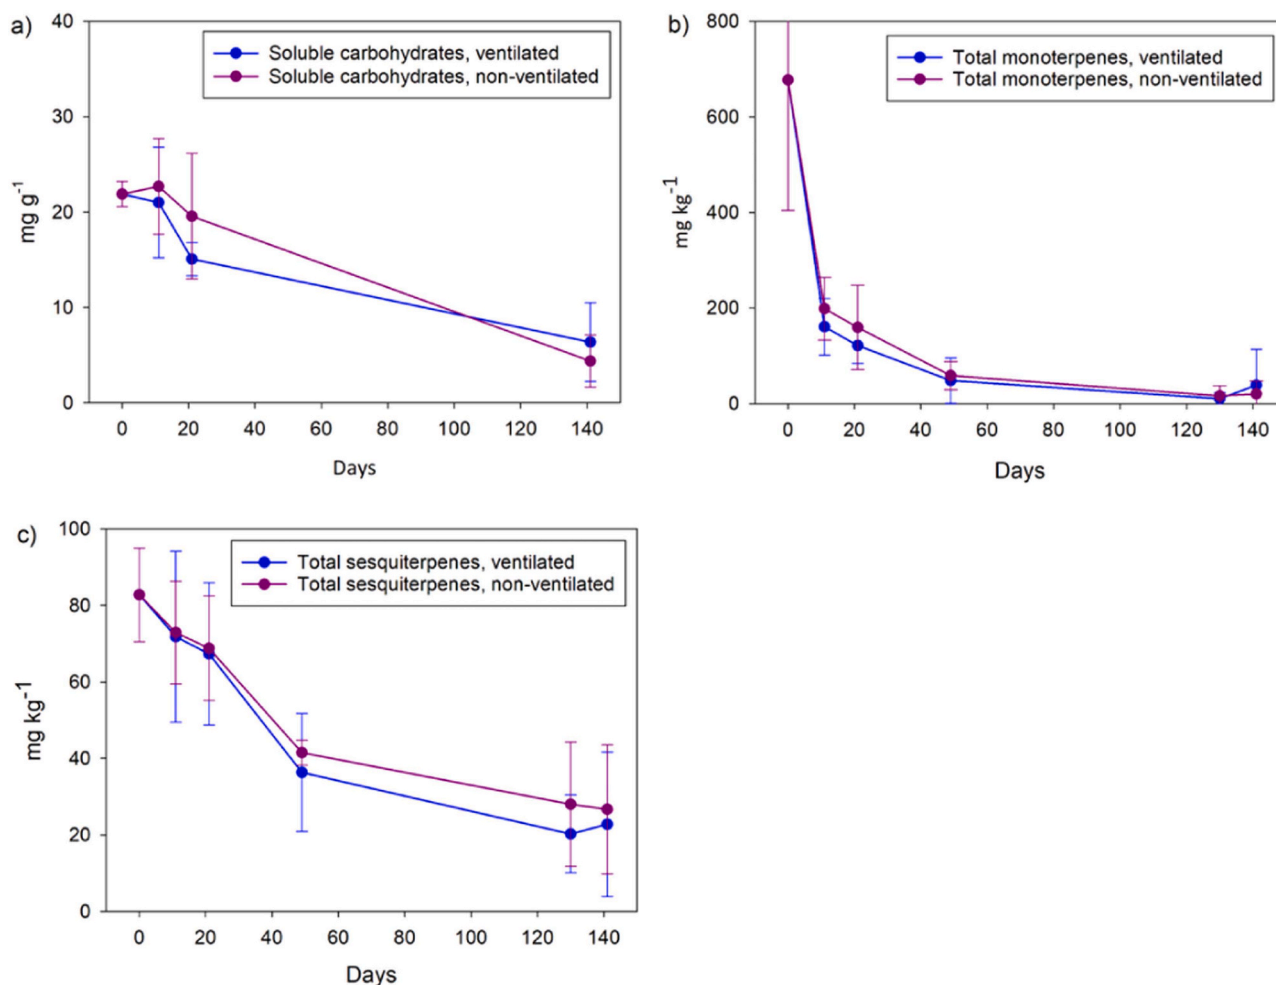 a)
40
30
20
10
0
mg g⁻¹
Soluble carbohydrates, ventilated
Soluble carbohydrates, non-ventilated
0 20 40 60 80 100 120 140
Days
b)
800
600
400
200
0
mg kg⁻¹
Total monoterpenes, ventilated
Total monoterpenes, non-ventilated
0 20 40 60 80 100 120 140
Days
c)
100
80
60
40
20
0
mg kg⁻¹
Total sesquiterpenes, ventilated
Total sesquiterpenes, non-ventilated
0 20 40 60 80 100 120 140
Days